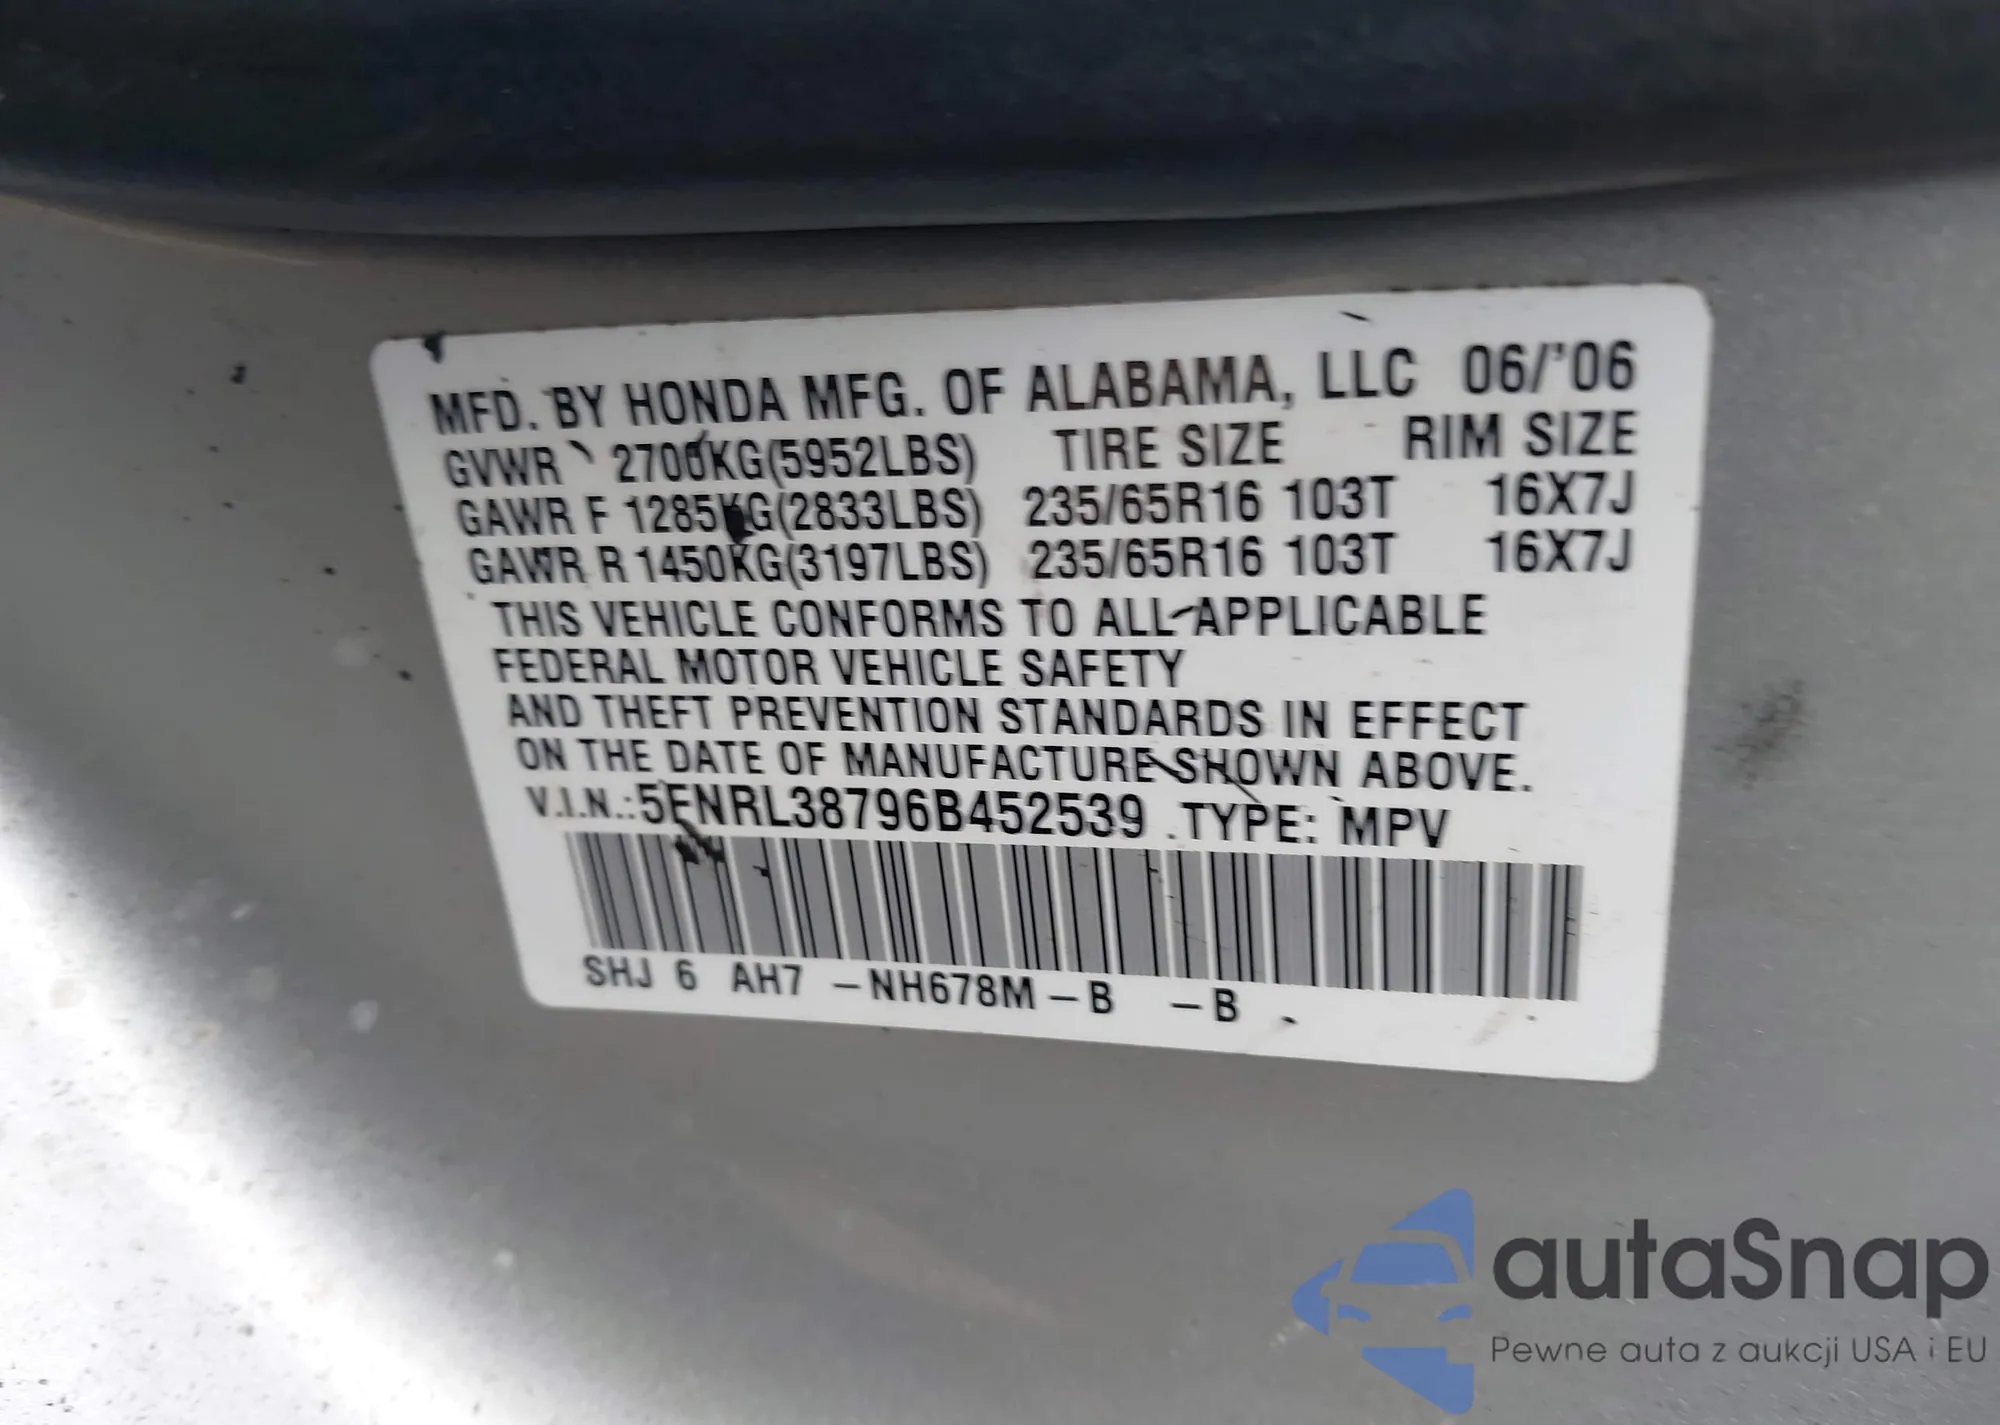 MFD. BY HONDA MFG. OF ALABAMA, LLC 06/'06
GVWR 2700KG(5952LBS) TIRE SIZE RIM SIZE
GAWR F 1285KG(2833LBS) 235/65R16 103T 16X7J
GAWR R 1450KG(3197LBS) 235/65R16 103T 16X7J
THIS VEHICLE CONFORMS TO ALL APPLICABLE
FEDERAL MOTOR VEHICLE SAFETY
AND THEFT PREVENTION STANDARDS IN EFFECT
ON THE DATE OF MANUFACTURE SHOWN ABOVE.
V.I.N.:5FNRL38796B452539 TYPE: MPV
SHJ 6 AH7 -NH678M-B -B
autaSnap
Pewne auta z aukcji USA i EU